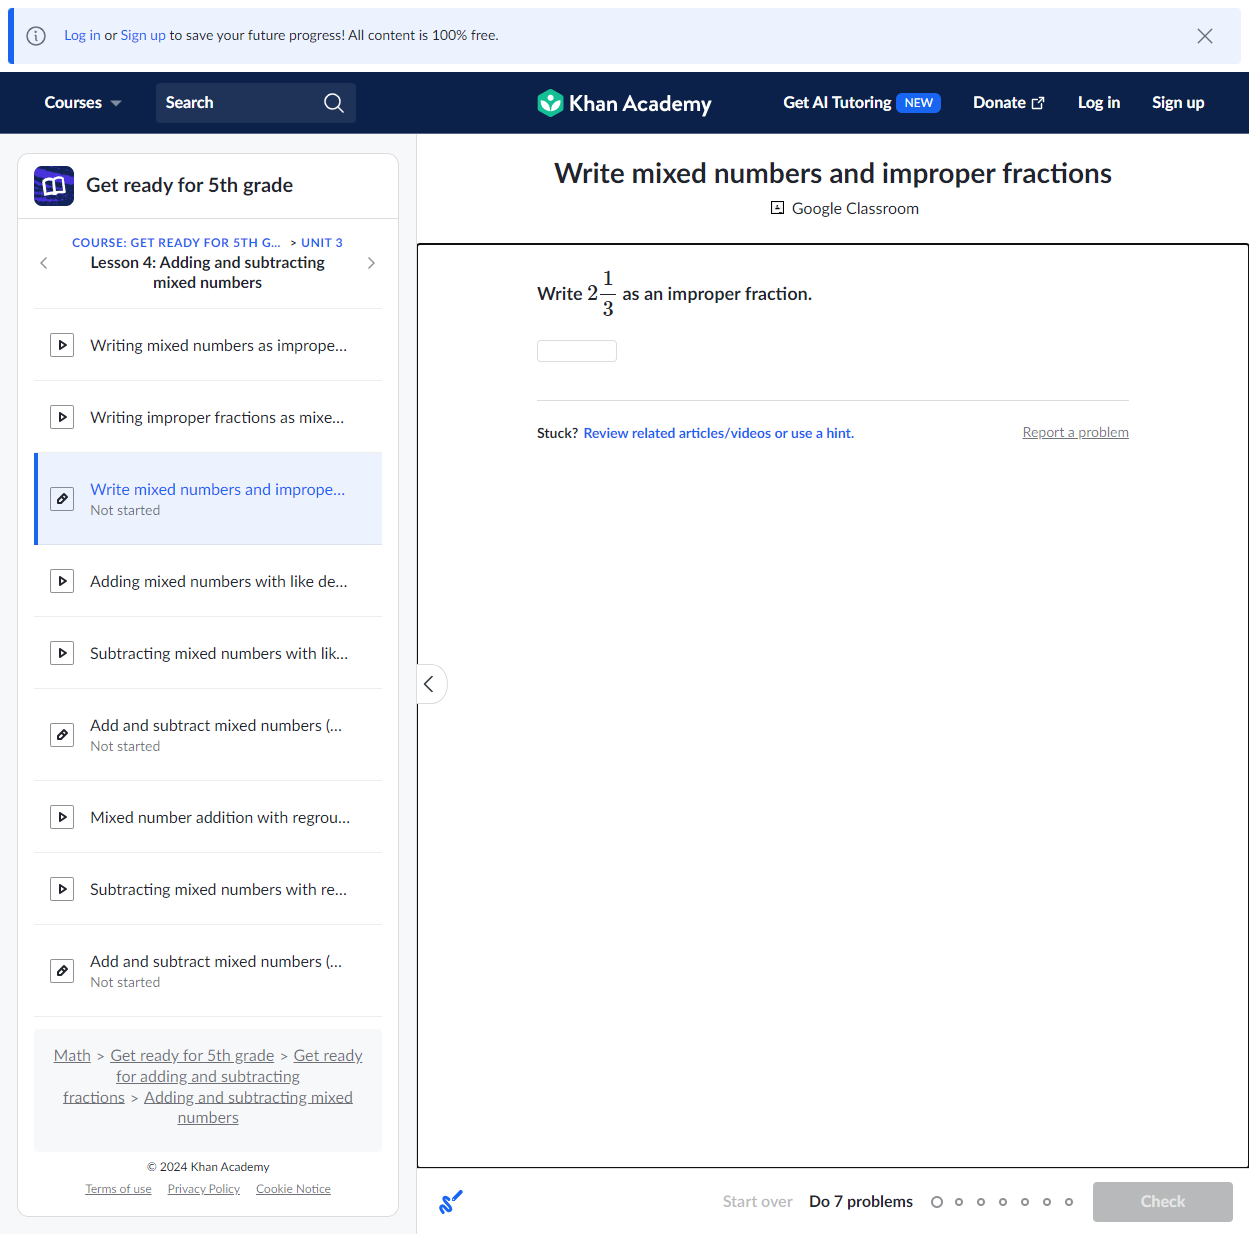 Log in or Sign up to save your future progress! All content is 100% free.
Courses
Search
Khan Academy
Get AI Tutoring NEW
Donate
Log in
Sign up
Get ready for 5th grade
COURSE: GET READY FOR 5TH G... > UNIT 3
Lesson 4: Adding and subtracting
mixed numbers
Writing mixed numbers as imprope...
Writing improper fractions as mixe...
Write mixed numbers and imprope...
Not started
Adding mixed numbers with like de...
Subtracting mixed numbers with lik...
Add and subtract mixed numbers (...
Not started
Mixed number addition with regrou...
Subtracting mixed numbers with re...
Add and subtract mixed numbers (...
Not started
Math > Get ready for 5th grade > Get ready
for adding and subtracting
fractions > Adding and subtracting mixed
numbers
© 2024 Khan Academy
Terms of use Privacy Policy Cookie Notice
Write mixed numbers and improper fractions
Google Classroom
Write 2 1/3 as an improper fraction.
Stuck? Review related articles/videos or use a hint.
Report a problem
Start over
Do 7 problems
Check